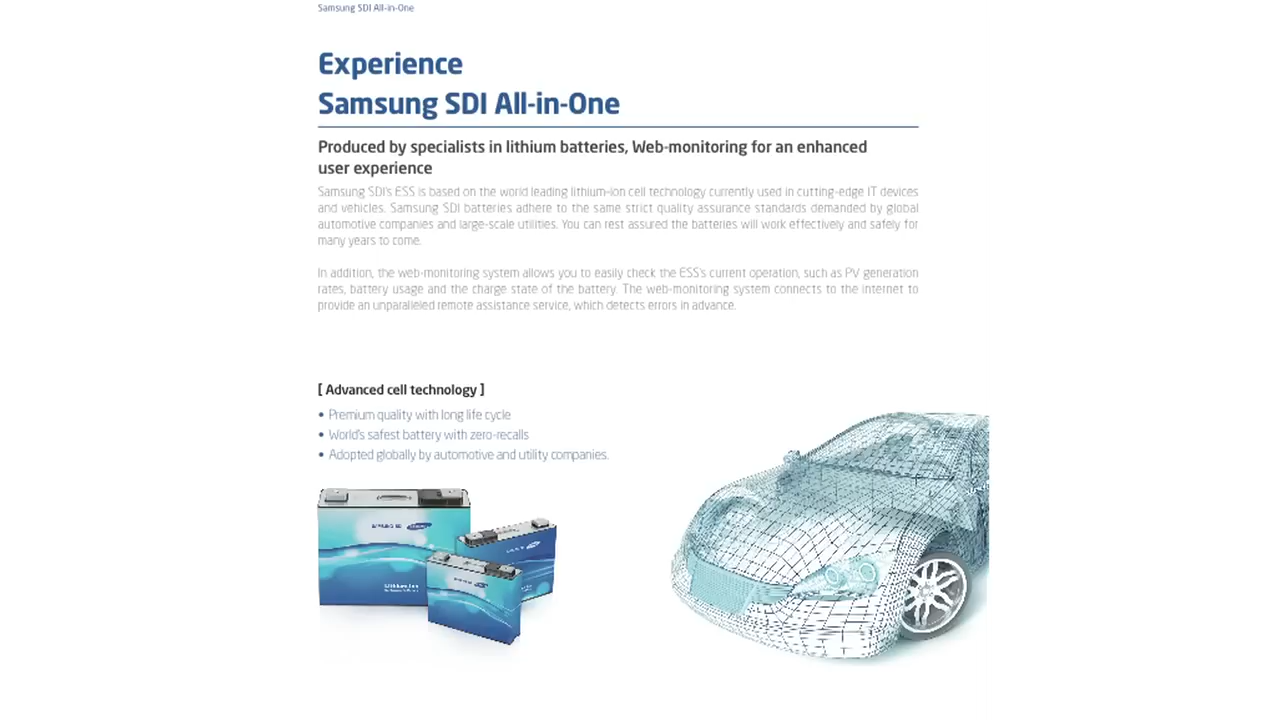 Samsung SDI All-in-One
Experience
Samsung SDI All-in-One
Produced by specialists in lithium batteries, Web-monitoring for an enhanced
user experience
Samsung SDI's ESS is based on the world leading lithium-ion cell technology currently used in cutting-edge IT devices
and vehicles. Samsung SDI batteries adhere to the same strict quality assurance standards demanded by global
automotive companies and large-scale utilities. You can rest assured the batteries will work effectively and safely for
many years to come.
In addition, the web-monitoring system allows you to easily check the ESS's current operation, such as PV generation
rates, battery usage and the charge state of the battery. The web-monitoring system connects to the internet to
provide an unparalleled remote assistance service, which detects errors in advance.
[ Advanced cell technology ]
• Premium quality with long life cycle
• World's safest battery with zero-recalls
• Adopted globally by automotive and utility companies.
SAMSUNG SDI
Lithium Ion